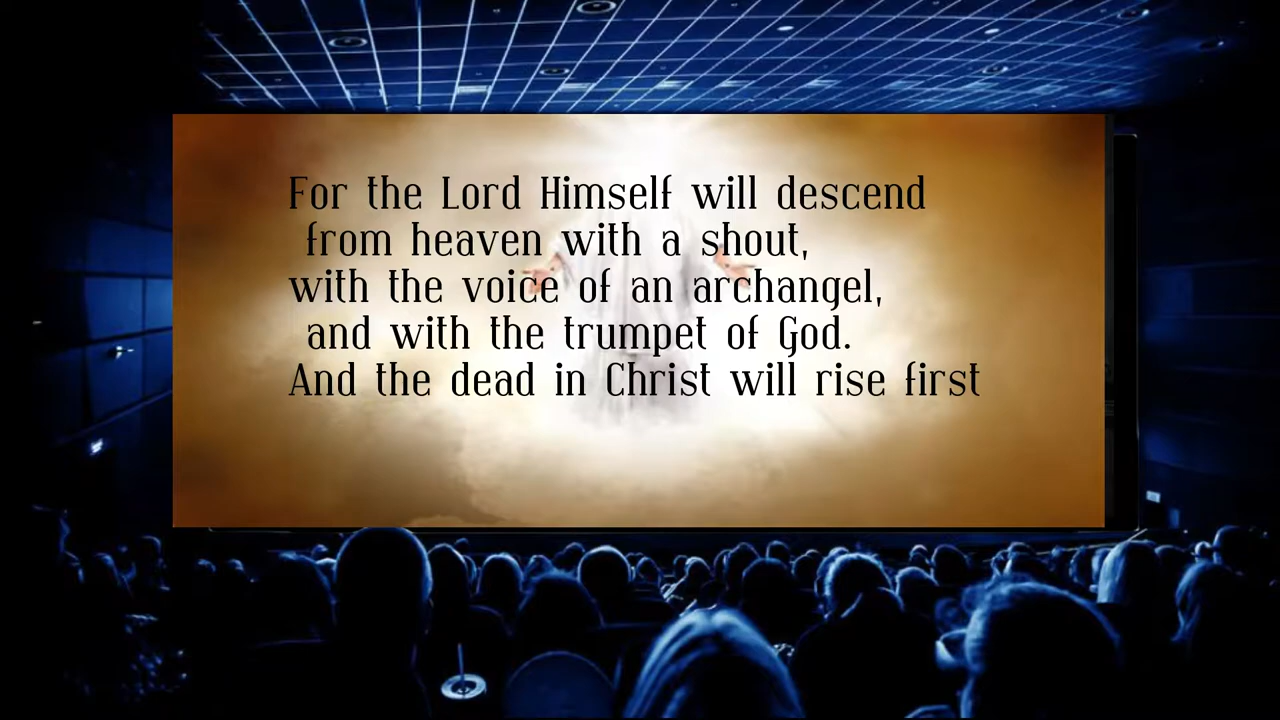 For the Lord Himself will descend
from heaven with a shout,
with the voice of an archangel,
and with the trumpet of God.
And the dead in Christ will rise first